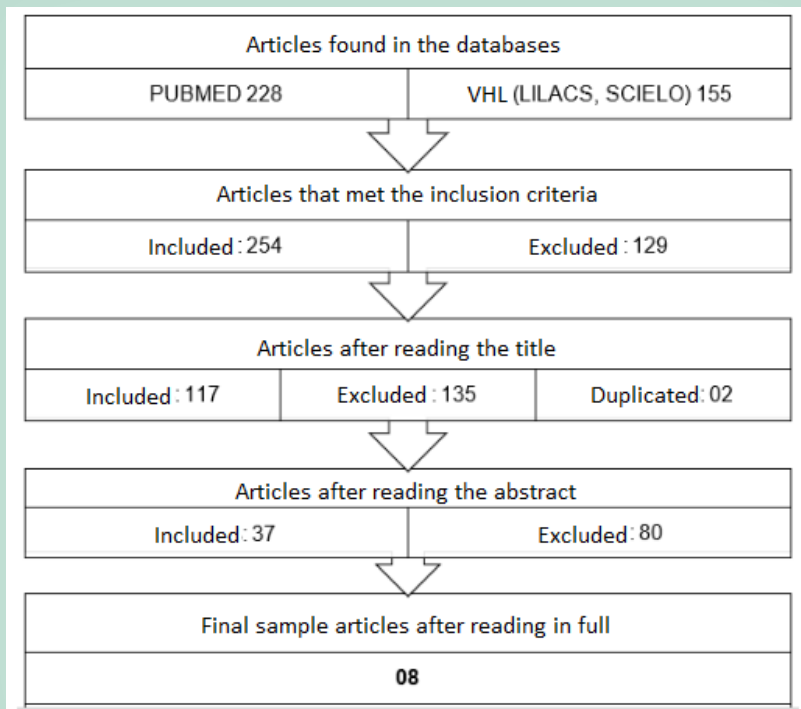 Articles found in the databases
PUBMED 228
VHL (LILACS, SCIELO) 155
Articles that met the inclusion criteria
Included: 254
Excluded: 129
Articles after reading the title
Included: 117
Excluded: 135
Duplicated: 02
Articles after reading the abstract
Included: 37
Excluded: 80
Final sample articles after reading in full
08